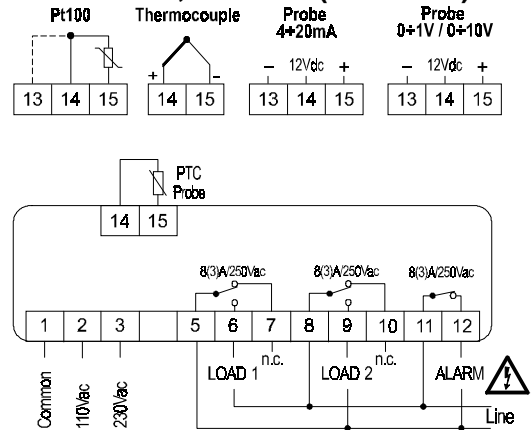 Pt100 Thermocouple Probe Probe
4÷20mA 0÷1V / 0÷10V
+ – – 12Vdc + – 12Vdc +
13 14 15 14 15 13 14 15 13 14 15
PTC
Probe
14 15
8(3)A/250Vac 8(3)A/250Vac 8(3)A/250Vac
1 2 3 5 6 7 8 9 10 11 12
n.c. n.c.
LOAD 1 LOAD 2 ALARM
Common 110Vac 230Vac
Line